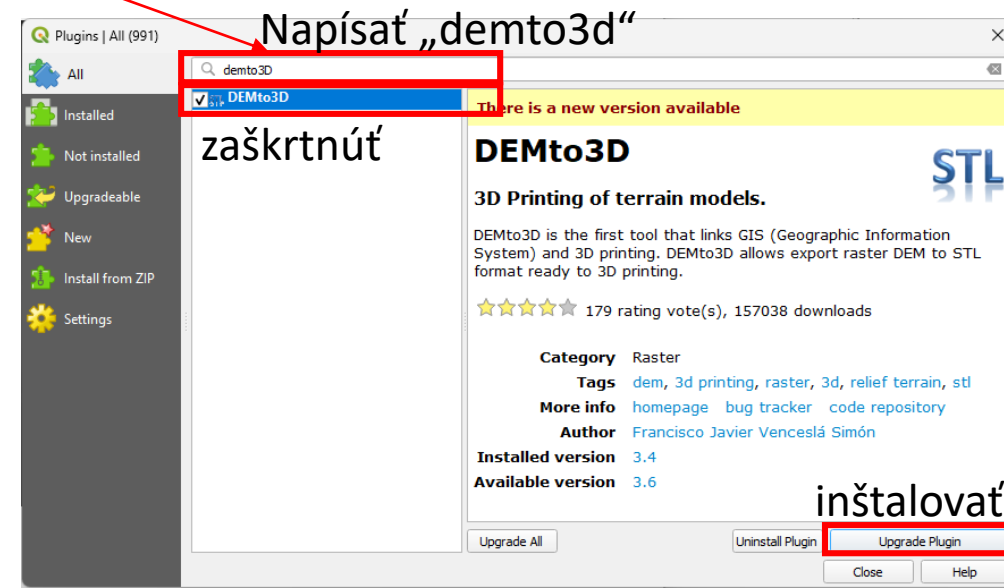 Napísať „demto3d“
Plugins | All (991)
All
demto3D
Installed
DEMto3D
There is a new version available
zaškrtnúť
Not installed
DEMto3D
STL
Upgradeable
3D Printing of terrain models.
New
DEMto3D is the first tool that links GIS (Geographic Information
System) and 3D printing. DEMto3D allows export raster DEM to STL
format ready to 3D printing.
Install from ZIP
Settings
179 rating vote(s), 157038 downloads
Category Raster
Tags dem, 3d printing, raster, 3d, relief terrain, stl
More info homepage bug tracker code repository
Author Francisco Javier Venceslá Simón
Installed version 3.4
Available version 3.6
inštalovať
Upgrade All Uninstall Plugin Upgrade Plugin
Close Help